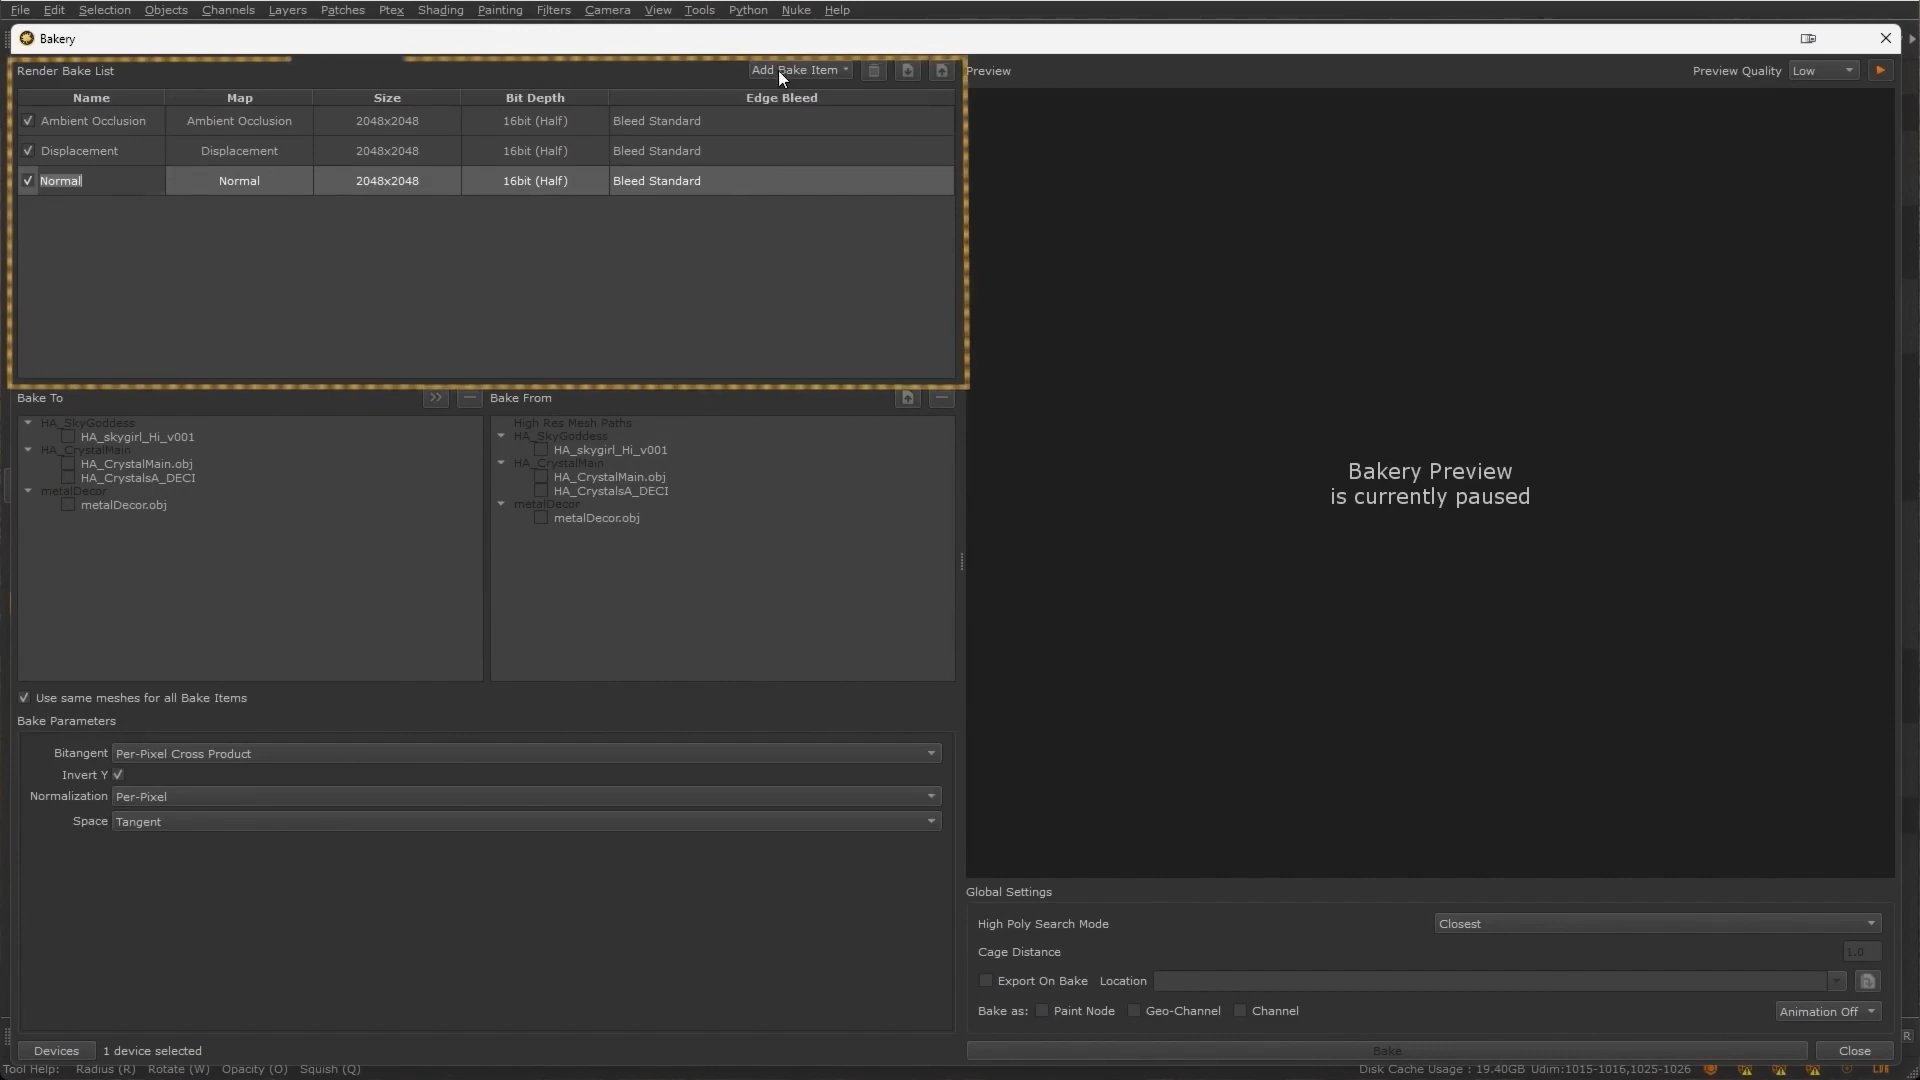 File Edit Selection Objects Channels Layers Patches Ptex Shading Painting Filters Camera View Tools Python Nuke Help
Bakery
Render Bake List Add Bake Item Preview Preview Quality Low
Name Map Size Bit Depth Edge Bleed
Ambient Occlusion Ambient Occlusion 2048x2048 16bit (Half) Bleed Standard
Displacement Displacement 2048x2048 16bit (Half) Bleed Standard
Normal Normal 2048x2048 16bit (Half) Bleed Standard
Bakery Preview
is currently paused
Bake To
HA_SkyGoddess
HA_skygirl_Hi_v001
HA_CrystalMain
HA_CrystalMain.obj
HA_CrystalsA_DECI
metalDecor
metalDecor.obj
Bake From
High Res Mesh Paths
HA_SkyGoddess
HA_skygirl_Hi_v001
HA_CrystalMain
HA_CrystalMain.obj
HA_CrystalsA_DECI
metalDecor
metalDecor.obj
Use same meshes for all Bake Items
Bake Parameters
Bitangent Per-Pixel Cross Product
Invert Y
Normalization Per-Pixel
Space Tangent
Global Settings
High Poly Search Mode Closest
Cage Distance 1.0
Export On Bake Location
Bake as: Paint Node Geo-Channel Channel Animation Off
Devices 1 device selected Bake Close
Tool Help: Radius (R) Rotate (W) Opacity (O) Squish (Q) Disk Cache Usage : 19.40GB Udim:1015-1016,1025-1026